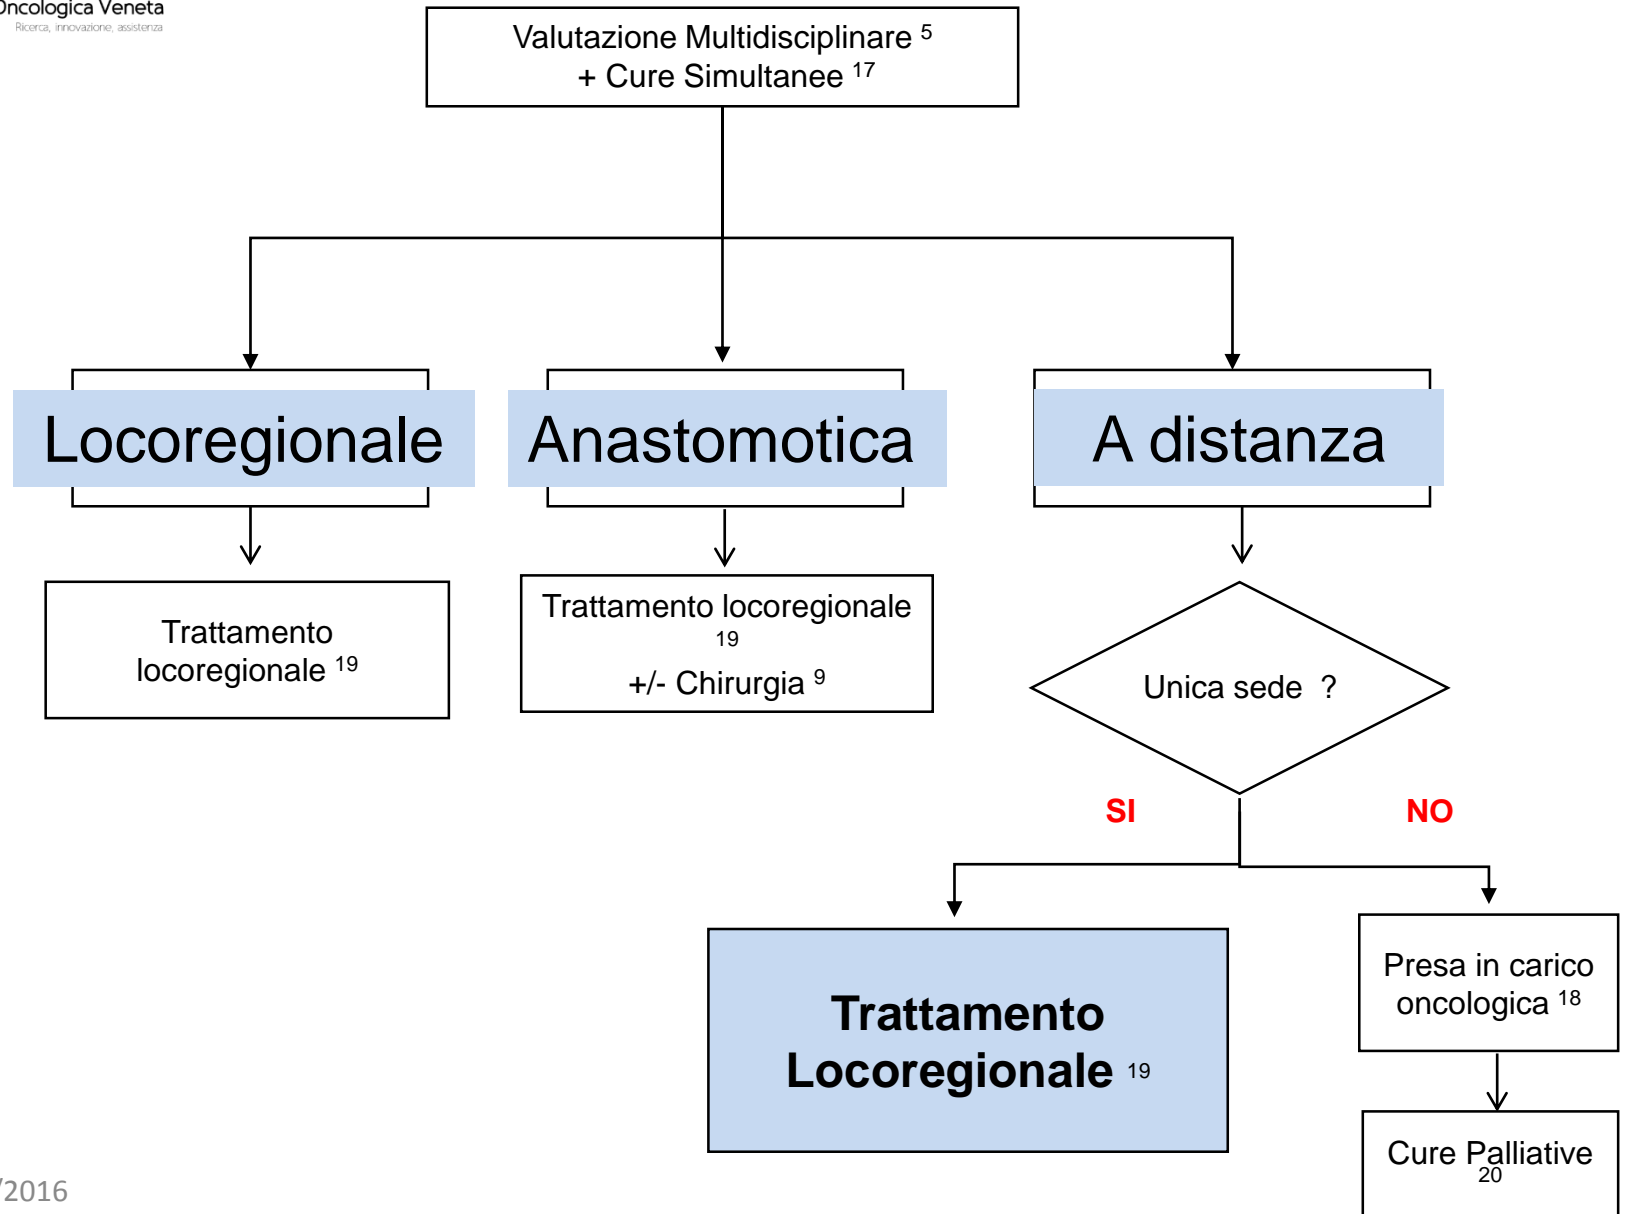 Oncologica Veneta
Ricerca, innovazione, assistenza
Valutazione Multidisciplinare 5
+ Cure Simultanee 17
Locoregionale
Anastomotica
A distanza
Trattamento
locoregionale 19
Trattamento locoregionale
19
+/- Chirurgia 9
Unica sede ?
SI
NO
Trattamento
Locoregionale 19
Presa in carico
oncologica 18
Cure Palliative
20
/2016